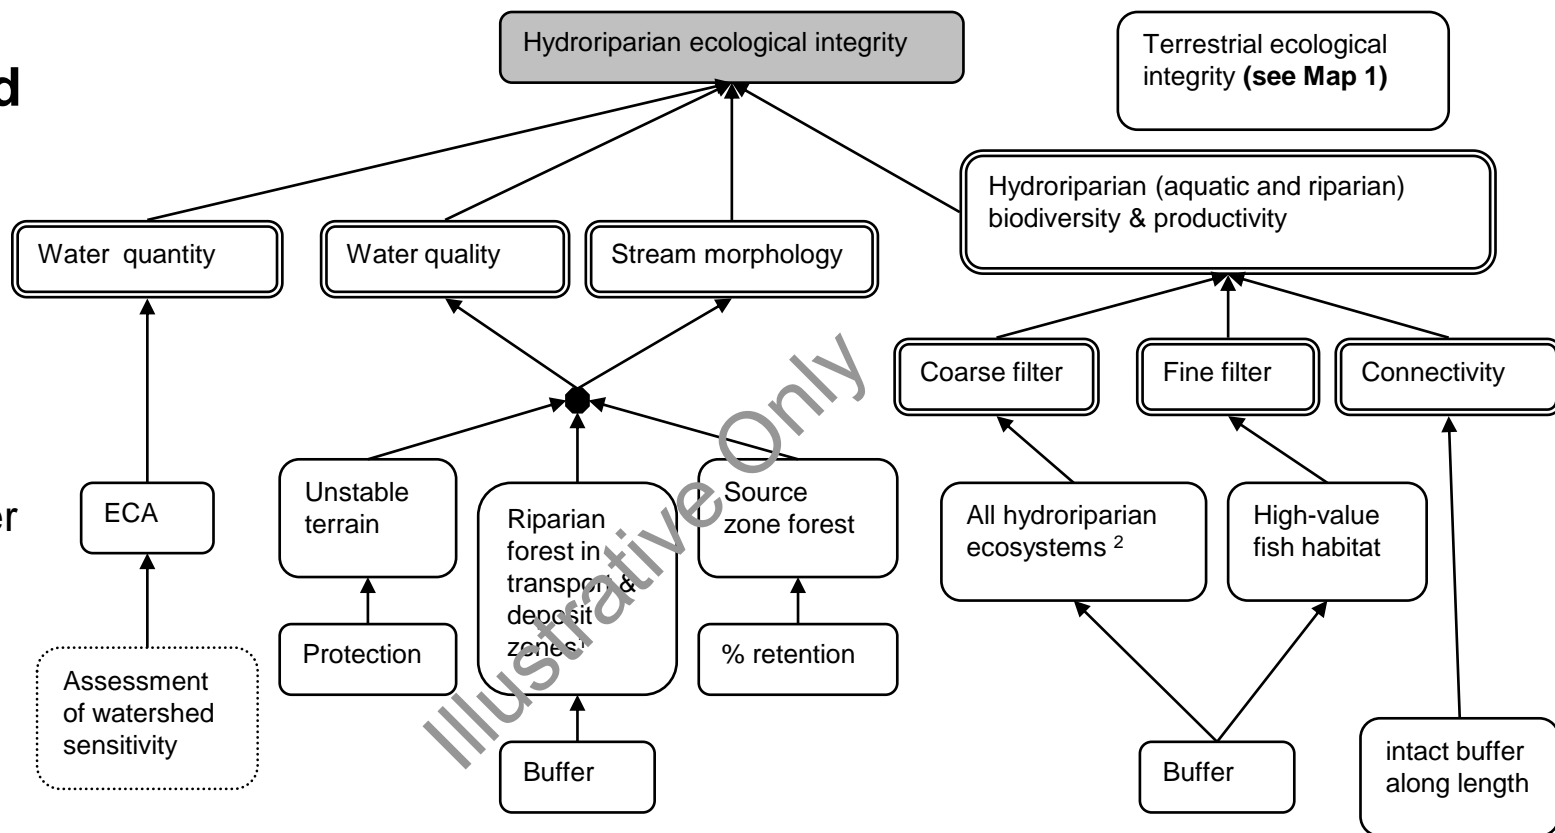 Hydroriparian ecological integrity
Terrestrial ecological
integrity (see Map 1)
d
Hydroriparian (aquatic and riparian)
biodiversity & productivity
Water quantity
Water quality
Stream morphology
Coarse filter
Fine filter
Connectivity
ECA
er
Unstable
terrain
Riparian
forest in
transport &
deposit
zones¹
Source
zone forest
All hydroriparian
ecosystems ²
High-value
fish habitat
Protection
% retention
Assessment
of watershed
sensitivity
Buffer
Buffer
intact buffer
along length
Illustrative Only